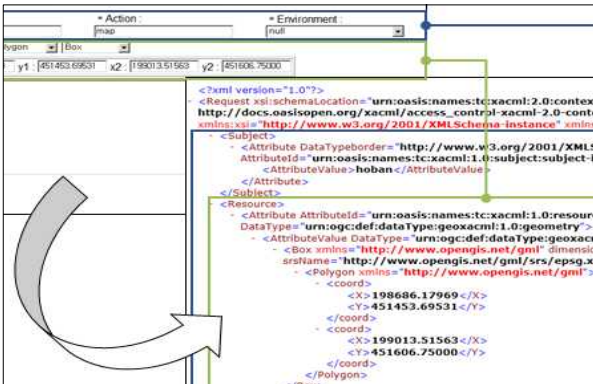 * Action :
* Environment :
map
null
lygon
Box
y1 : 451453.69531 x2 : 199013.51563 y2 : 451606.75000
<?xml version="1.0"?>
- <Request xsi:schemaLocation="urn:oasis:names:tc:xacml:2.0:contex
http://docs.oasisopen.org/xacml/access_control-xacml-2.0-conte
xmlns:xsi="http://www.w3.org/2001/XMLSchema-instance" xmlns
- <Subject>
- <Attribute DataTypeborder="http://www.w3.org/2001/XMLS
AttributeId="urn:oasis:names:tc:xacml:1.0:subject:subject-i
<AttributeValue>hoban</AttributeValue>
</Attribute>
</Subject>
- <Resource>
- <Attribute AttributeId="urn:oasis:names:tc:xacml:1.0:resour
DataType="urn:ogc:def:dataType:geoxacml:1.0:geometry">
- <AttributeValue DataType="urn:ogc:def:dataType:geoxacm
- <Box xmlns="http://www.opengis.net/gml" dimensio
srsName="http://www.opengis.net/gml/srs/epsg.x
- <Polygon xmlns="http://www.opengis.net/gml">
- <coord>
<X>198686.17969</X>
<Y>451453.69531</Y>
</coord>
- <coord>
<X>199013.51563</X>
<Y>451606.75000</Y>
</coord>
</Polygon>